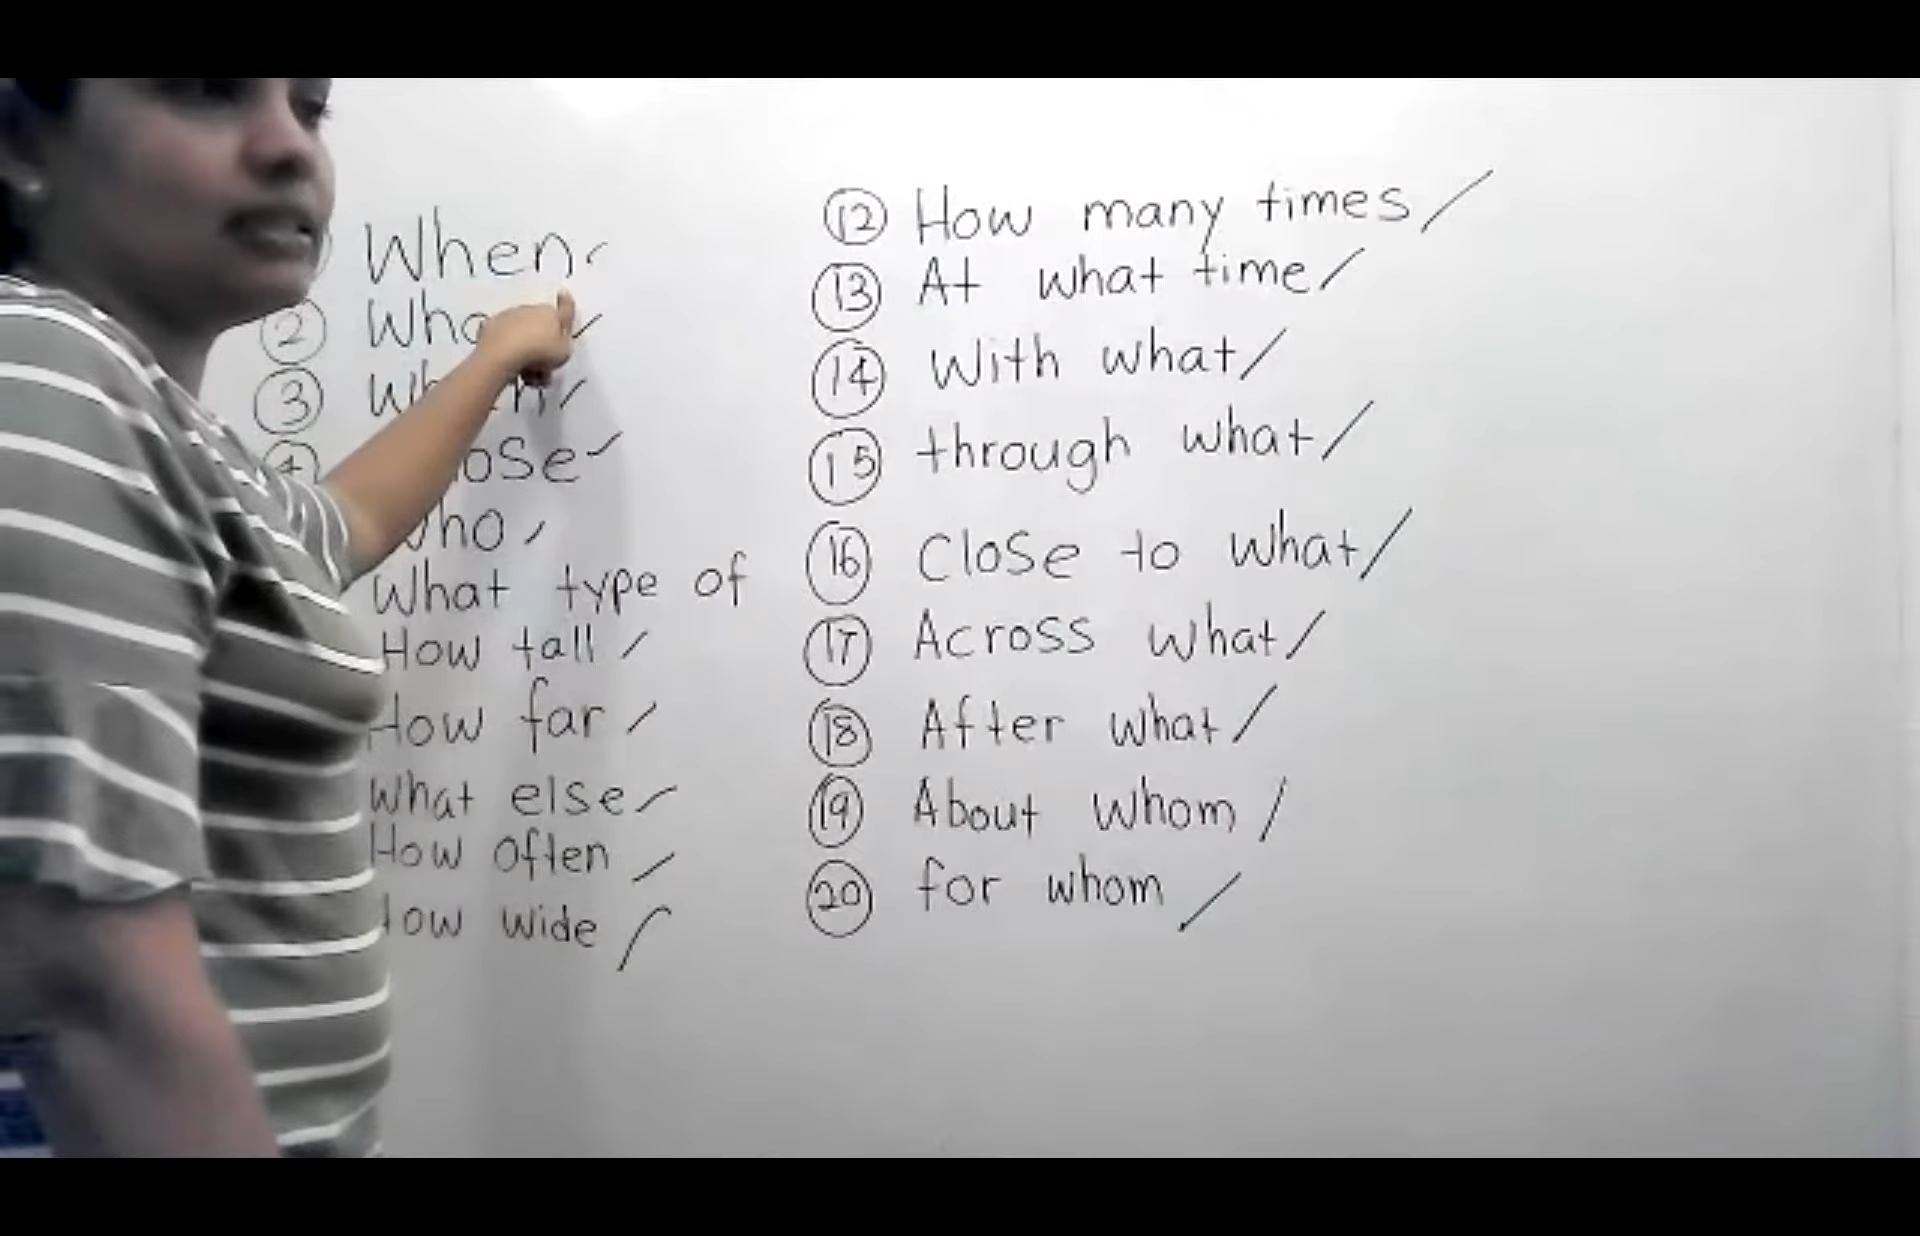 When
②
③
④ ose
who
What type of
How tall /
How far /
What else
How often /
How wide /
⑫ How many times /
⑬ At what time /
⑭ With what /
⑮ through what /
⑯ Close to what /
⑰ Across what /
⑱ After what /
⑲ About whom /
⑳ for whom /